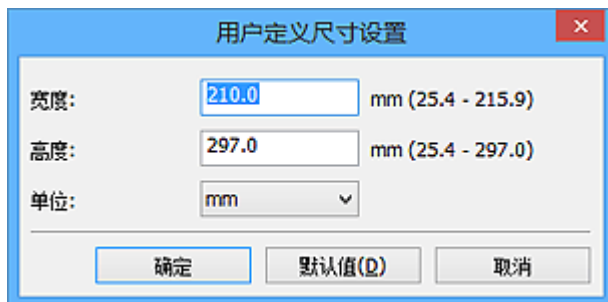 用户定义尺寸设置
宽度: 210.0 mm (25.4 - 215.9)
高度: 297.0 mm (25.4 - 297.0)
单位: mm
确定 默认值(D) 取消